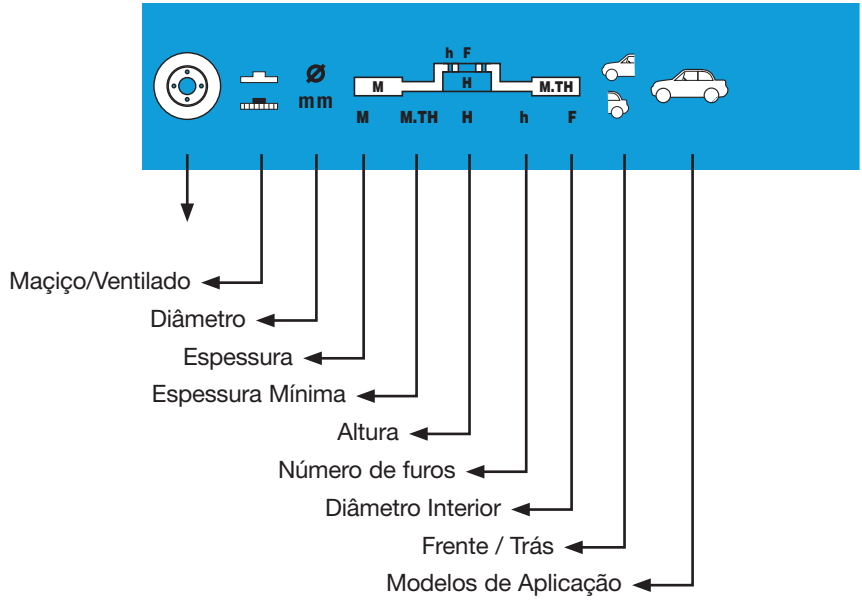 h F
Ø
mm
M
H
M.TH
M M.TH H h F
Maçiço/Ventilado
Diâmetro
Espessura
Espessura Mínima
Altura
Número de furos
Diâmetro Interior
Frente / Trás
Modelos de Aplicação